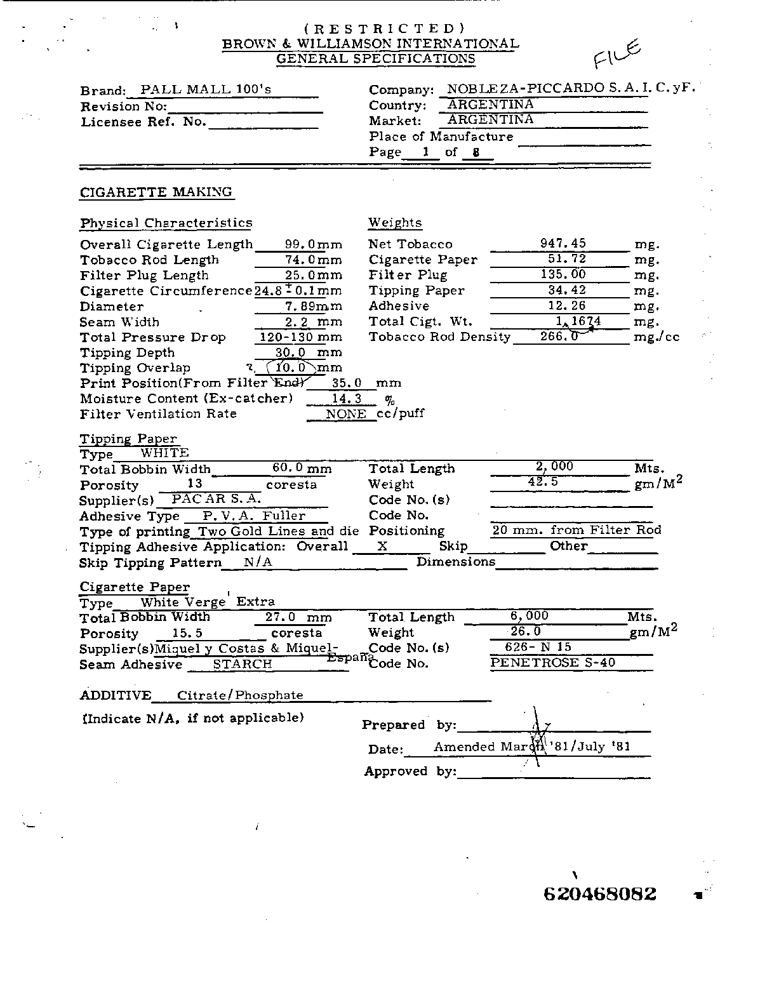 (RESTRICTED)
BROWN & WILLIAMSON INTERNATIONAL
GENERAL SPECIFICATIONS
FILE
Brand: PALL MALL 100's Company: NOBLEZA-PICCARDO S.A.I.C.yF.
Revision No: Country: ARGENTINA
Licensee Ref. No. Market: ARGENTINA
Place of Manufacture
Page 1 of 8
CIGARETTE MAKING
Physical Characteristics Weights
Overall Cigarette Length 99.0mm Net Tobacco 947.45 mg.
Tobacco Rod Length 74.0mm Cigarette Paper 51.72 mg.
Filter Plug Length 25.0mm Filter Plug 135.00 mg.
Cigarette Circumference 24.8 ± 0.1mm Tipping Paper 34.42 mg.
Diameter 7.89mm Adhesive 12.26 mg.
Seam Width 2.2 mm Total Cigt. Wt. 1,1674 mg.
Total Pressure Drop 120-130 mm Tobacco Rod Density 266.0 mg./cc
Tipping Depth 30.0 mm
Tipping Overlap ? 10.0 mm
Print Position(From Filter End) 35.0 mm
Moisture Content (Ex-catcher) 14.3 %
Filter Ventilation Rate NONE cc/puff
Tipping Paper
Type WHITE
Total Bobbin Width 60.0 mm Total Length 2,000 Mts.
Porosity 13 coresta Weight 42.5 gm/M2
Supplier(s) PACAR S.A. Code No. (s)
Adhesive Type P.V.A. Fuller Code No.
Type of printing Two Gold Lines and die Positioning 20 mm. from Filter Rod
Tipping Adhesive Application: Overall X Skip Other
Skip Tipping Pattern N/A Dimensions
Cigarette Paper
Type White Verge Extra
Total Bobbin Width 27.0 mm Total Length 6,000 Mts.
Porosity 15.5 coresta Weight 26.0 gm/M2
Supplier(s) Miquel y Costas & Miquel-España Code No. (s) 626- N 15
Seam Adhesive STARCH Code No. PENETROSE S-40
ADDITIVE Citrate/Phosphate
(Indicate N/A, if not applicable) Prepared by:
Date: Amended March '81/July '81
Approved by:
620468082